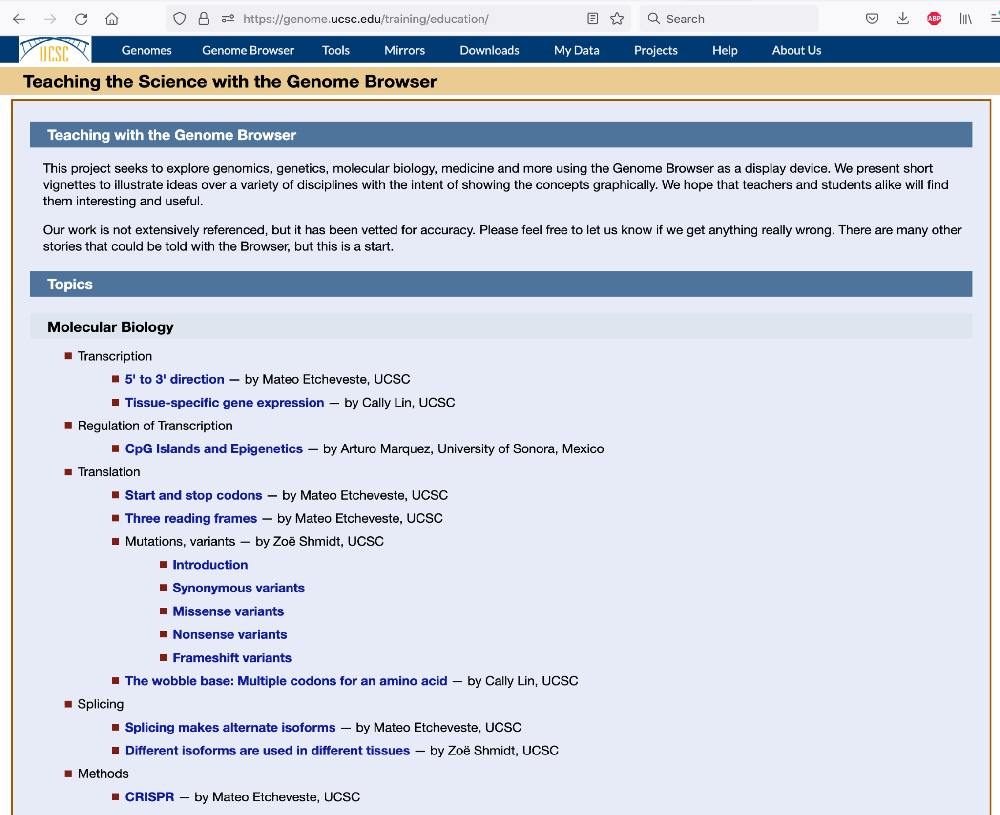 https://genome.ucsc.edu/training/education/
Search
ABP
UCSC
Genomes Genome Browser Tools Mirrors Downloads My Data Projects Help About Us
Teaching the Science with the Genome Browser
Teaching with the Genome Browser
This project seeks to explore genomics, genetics, molecular biology, medicine and more using the Genome Browser as a display device. We present short
vignettes to illustrate ideas over a variety of disciplines with the intent of showing the concepts graphically. We hope that teachers and students alike will find
them interesting and useful.
Our work is not extensively referenced, but it has been vetted for accuracy. Please feel free to let us know if we get anything really wrong. There are many other
stories that could be told with the Browser, but this is a start.
Topics
Molecular Biology
Transcription
5' to 3' direction — by Mateo Etcheveste, UCSC
Tissue-specific gene expression — by Cally Lin, UCSC
Regulation of Transcription
CpG Islands and Epigenetics — by Arturo Marquez, University of Sonora, Mexico
Translation
Start and stop codons — by Mateo Etcheveste, UCSC
Three reading frames — by Mateo Etcheveste, UCSC
Mutations, variants — by Zoë Shmidt, UCSC
Introduction
Synonymous variants
Missense variants
Nonsense variants
Frameshift variants
The wobble base: Multiple codons for an amino acid — by Cally Lin, UCSC
Splicing
Splicing makes alternate isoforms — by Mateo Etcheveste, UCSC
Different isoforms are used in different tissues — by Zoë Shmidt, UCSC
Methods
CRISPR — by Mateo Etcheveste, UCSC